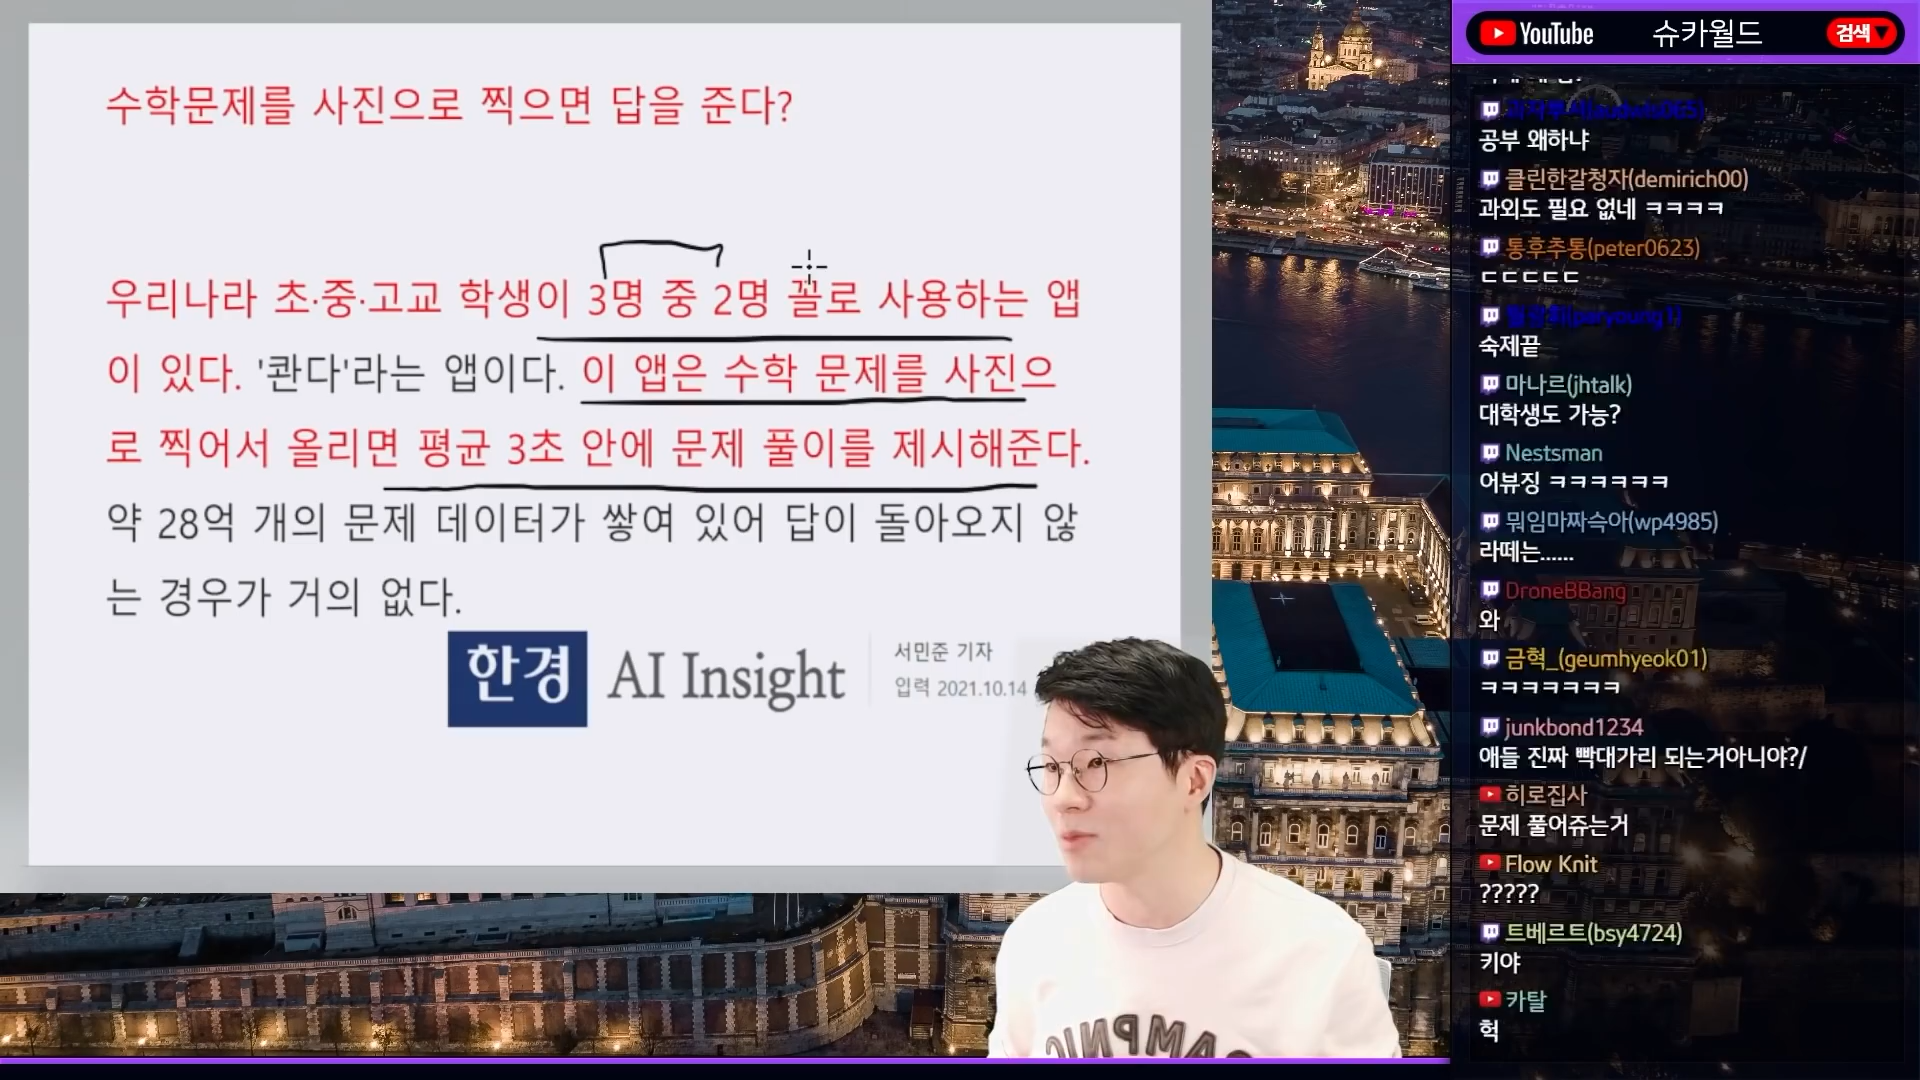 수학문제를 사진으로 찍으면 답을 준다?
우리나라 초·중·고교 학생이 3명 중 2명 꼴로 사용하는 앱
이 있다. '콴다'라는 앱이다. 이 앱은 수학 문제를 사진으
로 찍어서 올리면 평균 3초 안에 문제 풀이를 제시해준다.
약 28억 개의 문제 데이터가 쌓여 있어 답이 돌아오지 않
는 경우가 거의 없다.
한경 AI Insight
서민준 기자
입력 2021.10.14
CAMPNIC
YouTube 슈카월드 검색▼
공부 왜하냐
클린한갈청자(demirich00)
과외도 필요 없네 ㅋㅋㅋㅋ
통후추통(peter0623)
ㄷㄷㄷㄷㄷ
숙제끝
마나르(jhtalk)
대학생도 가능?
Nestsman
어뷰징 ㅋㅋㅋㅋㅋㅋ
뭐임마짜슥아(wp4985)
라떼는......
DroneBBang
와
금혁_(geumhyeok01)
ㅋㅋㅋㅋㅋㅋㅋ
junkbond1234
애들 진짜 빡대가리 되는거아니야?/
히로집사
문제 풀어쥬는거
Flow Knit
?????
트베르트(bsy4724)
키야
카탈
헉